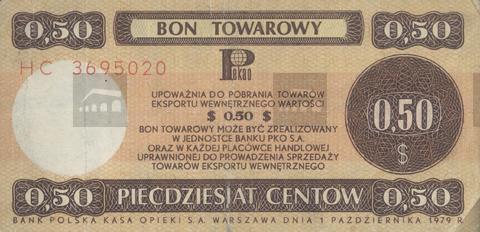 0,50 BON TOWAROWY 0,50
Pekao
HC 3695020
UPOWAŻNIA DO POBRANIA TOWARÓW
EKSPORTU WEWNĘTRZNEGO WARTOŚCI
$ 0.50 $
BON TOWAROWY MOŻE BYĆ ZREALIZOWANY
W JEDNOSTCE BANKU PKO S.A.
ORAZ W KAŻDEJ PLACÓWCE HANDLOWEJ
UPRAWNIONEJ DO PROWADZENIA SPRZEDAŻY
TOWARÓW EKSPORTU WEWNĘTRZNEGO
0,50
$
0,50 PIĘĆDZIESIĄT CENTÓW 0,50
BANK POLSKA KASA OPIEKI S.A. WARSZAWA DNIA 1 PAŹDZIERNIKA 1979 R